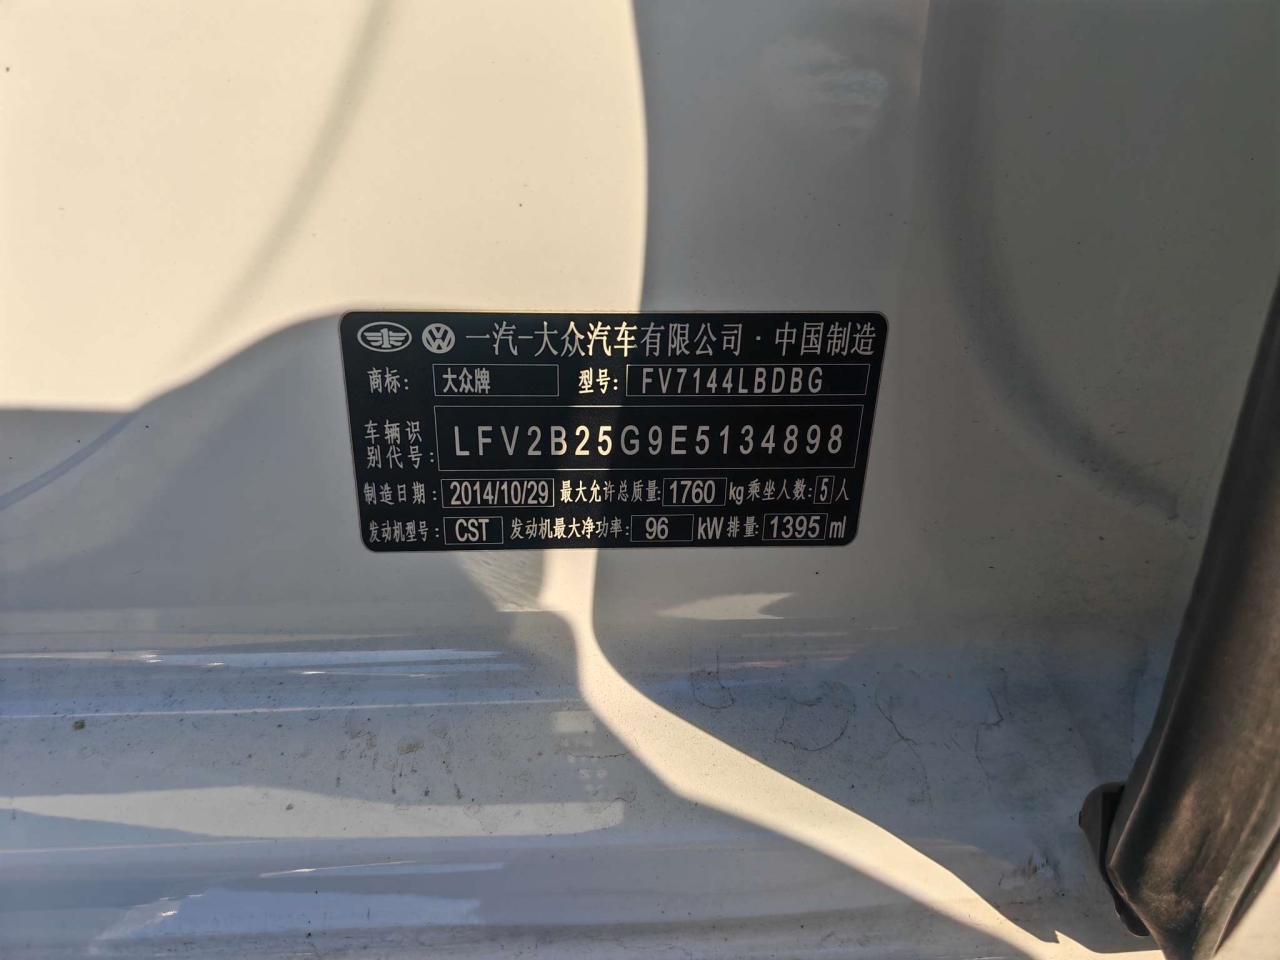 一汽-大众汽车有限公司·中国制造
商标: 大众牌 型号: FV7144LBDBG
车辆识别代号: LFV2B25G9E5134898
制造日期: 2014/10/29 最大允许总质量: 1760 kg 乘坐人数: 5 人
发动机型号: CST 发动机最大净功率: 96 kW 排量: 1395 ml